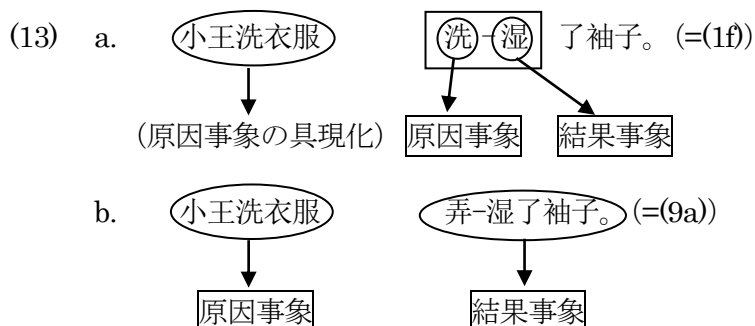 (13) a. 小王洗衣服 洗-湿 了袖子。(=(1f))
(原因事象の具現化) 原因事象 結果事象
b. 小王洗衣服 弄-湿了袖子。(=(9a))
原因事象 結果事象